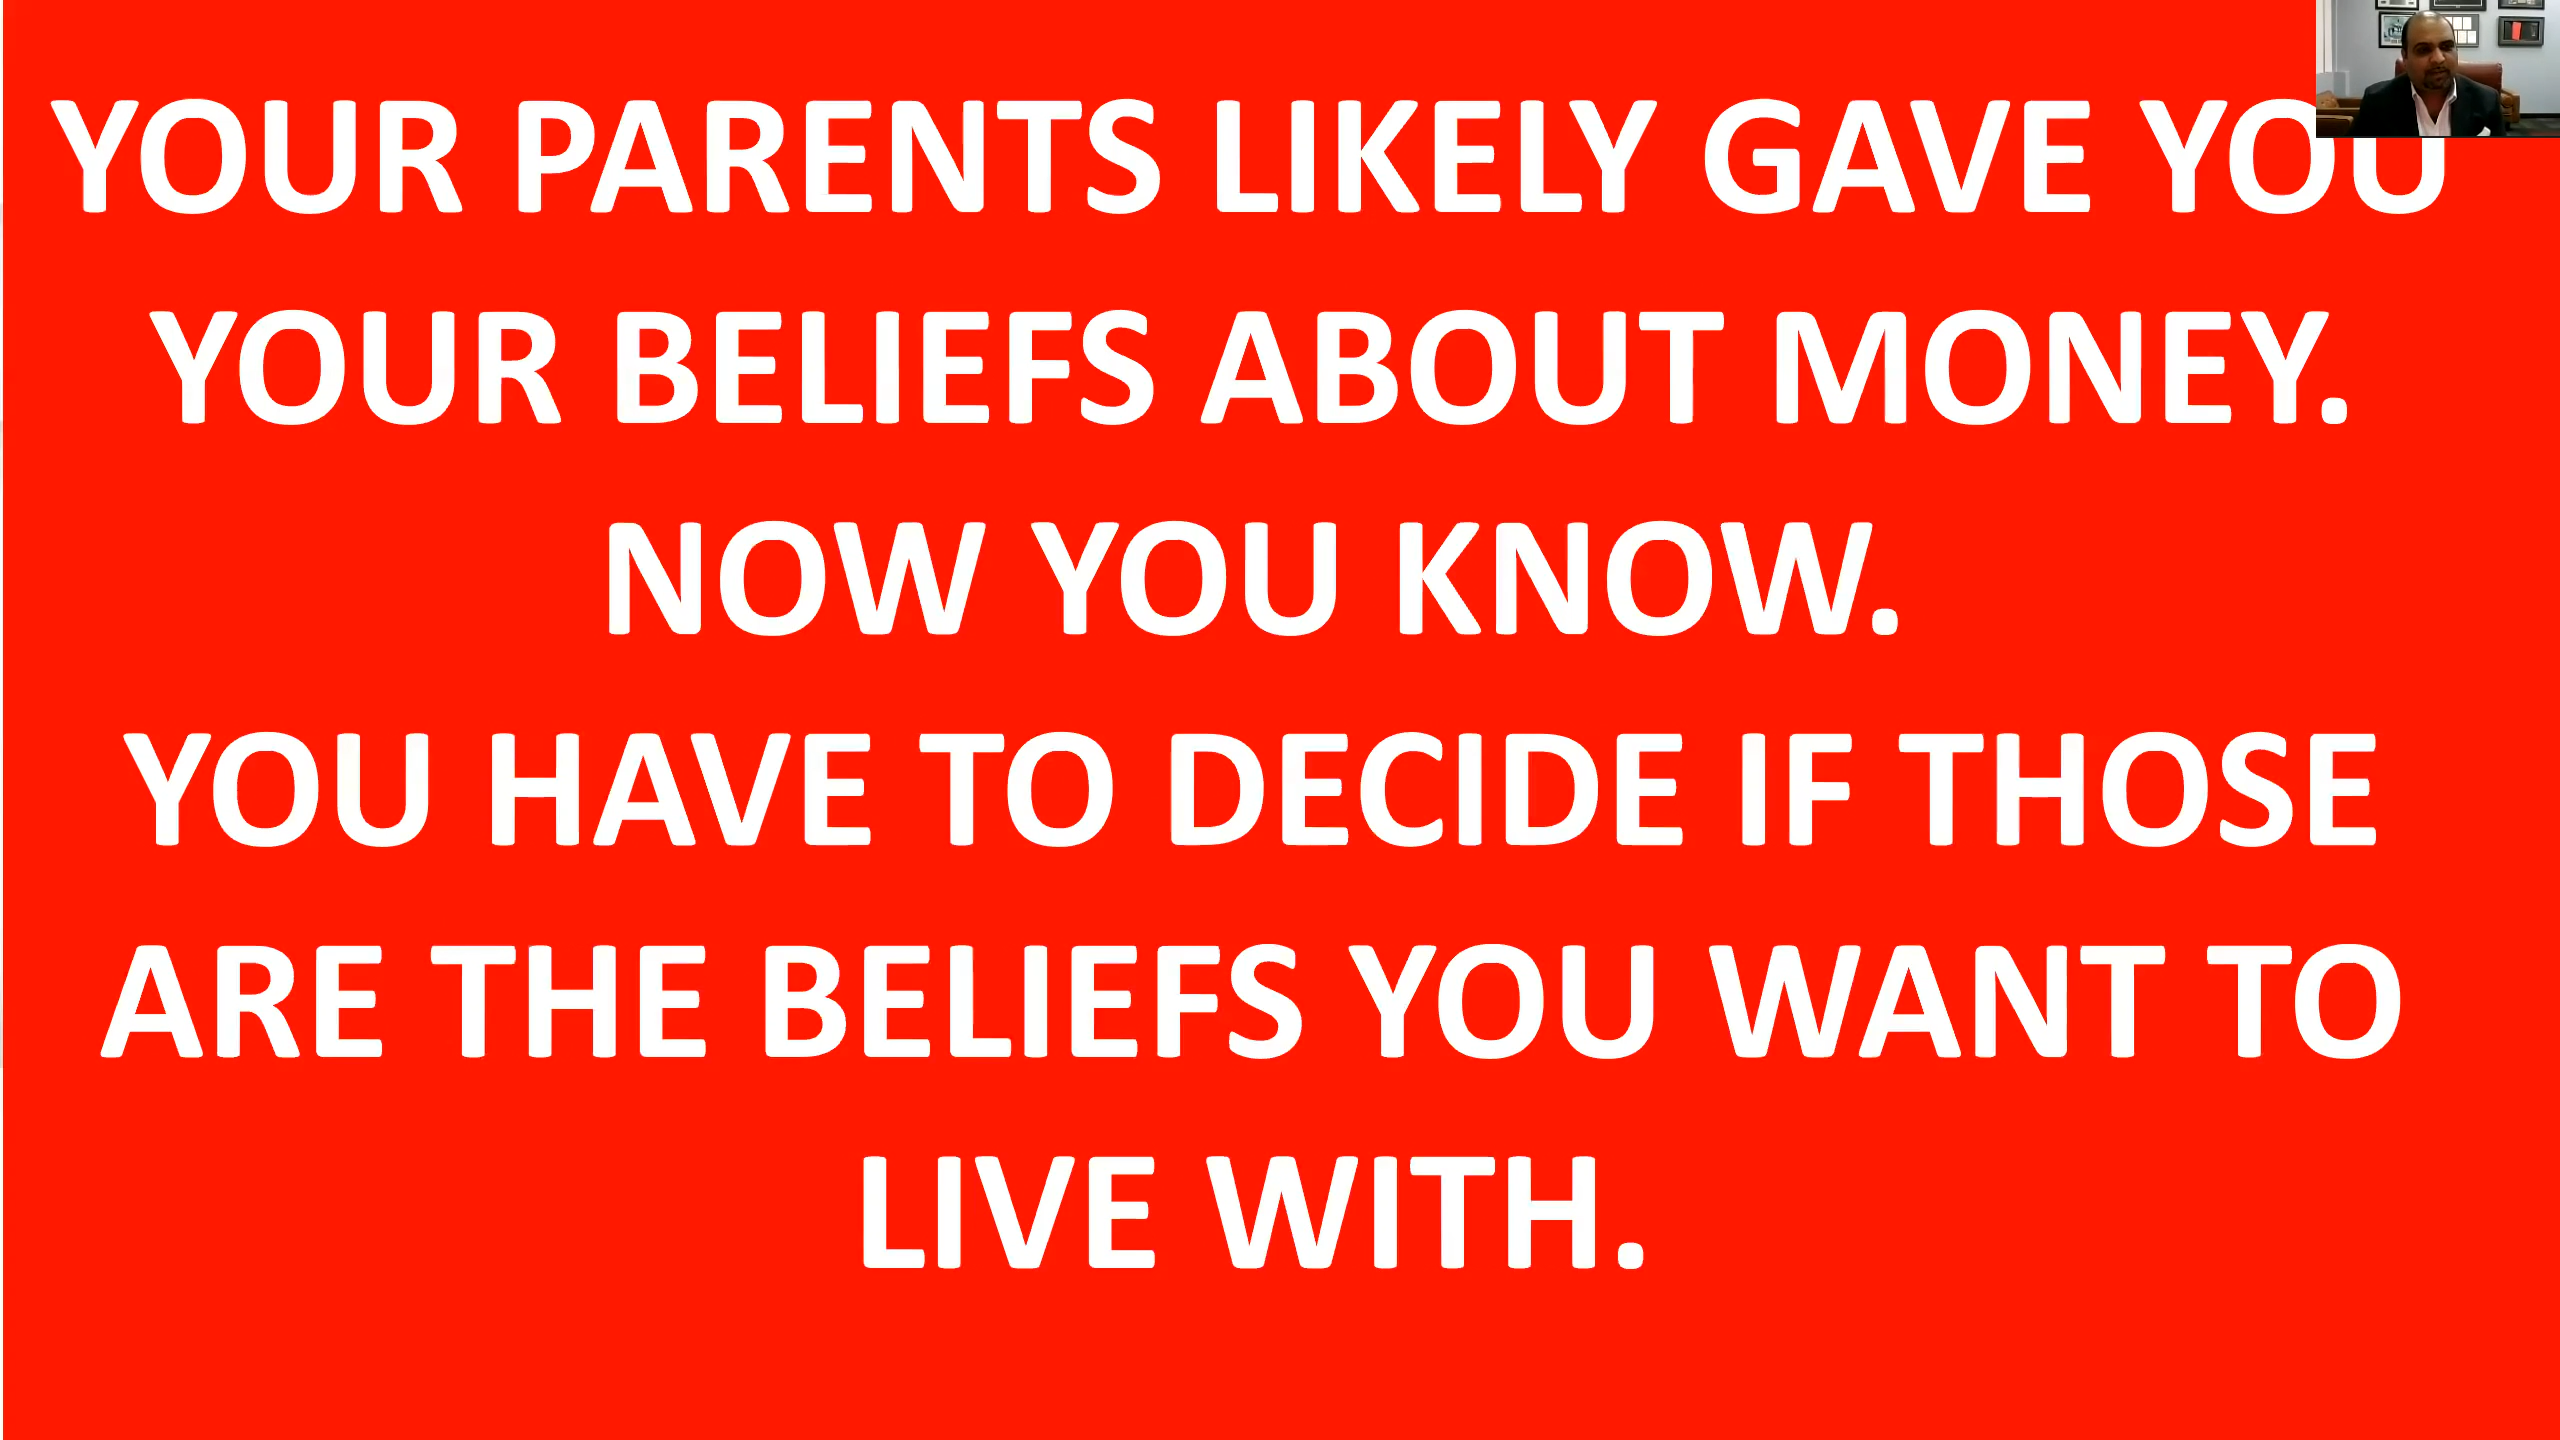 YOUR PARENTS LIKELY GAVE YOU
YOUR BELIEFS ABOUT MONEY.
NOW YOU KNOW.
YOU HAVE TO DECIDE IF THOSE
ARE THE BELIEFS YOU WANT TO
LIVE WITH.